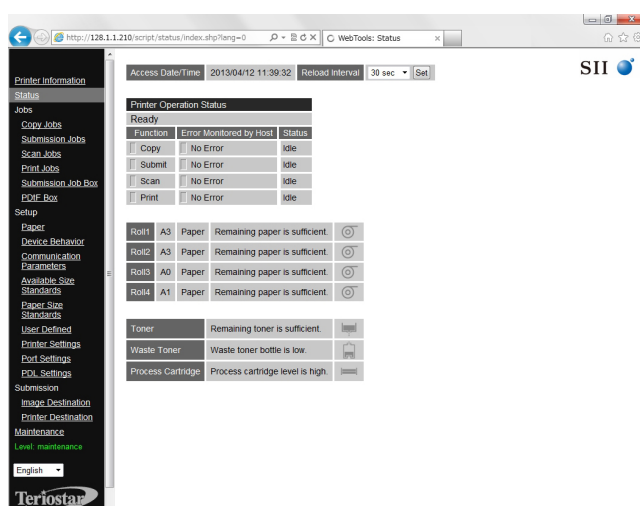 http://128.1.1.210/script/status/index.shp?lang=0
WebTools: Status
SII
Printer Information
Status
Jobs
Copy Jobs
Submission Jobs
Scan Jobs
Print Jobs
Submission Job Box
PDIF Box
Setup
Paper
Device Behavior
Communication
Parameters
Available Size
Standards
Paper Size
Standards
User Defined
Printer Settings
Port Settings
PDL Settings
Submission
Image Destination
Printer Destination
Maintenance
Level: maintenance
English
Teriostar
Access Date/Time 2013/04/12 11:39:32 Reload Interval 30 sec Set
Printer Operation Status
Ready
Function Error Monitored by Host Status
Copy No Error Idle
Submit No Error Idle
Scan No Error Idle
Print No Error Idle
Roll1 A3 Paper Remaining paper is sufficient.
Roll2 A3 Paper Remaining paper is sufficient.
Roll3 A0 Paper Remaining paper is sufficient.
Roll4 A1 Paper Remaining paper is sufficient.
Toner Remaining toner is sufficient.
Waste Toner Waste toner bottle is low.
Process Cartridge Process cartridge level is high.